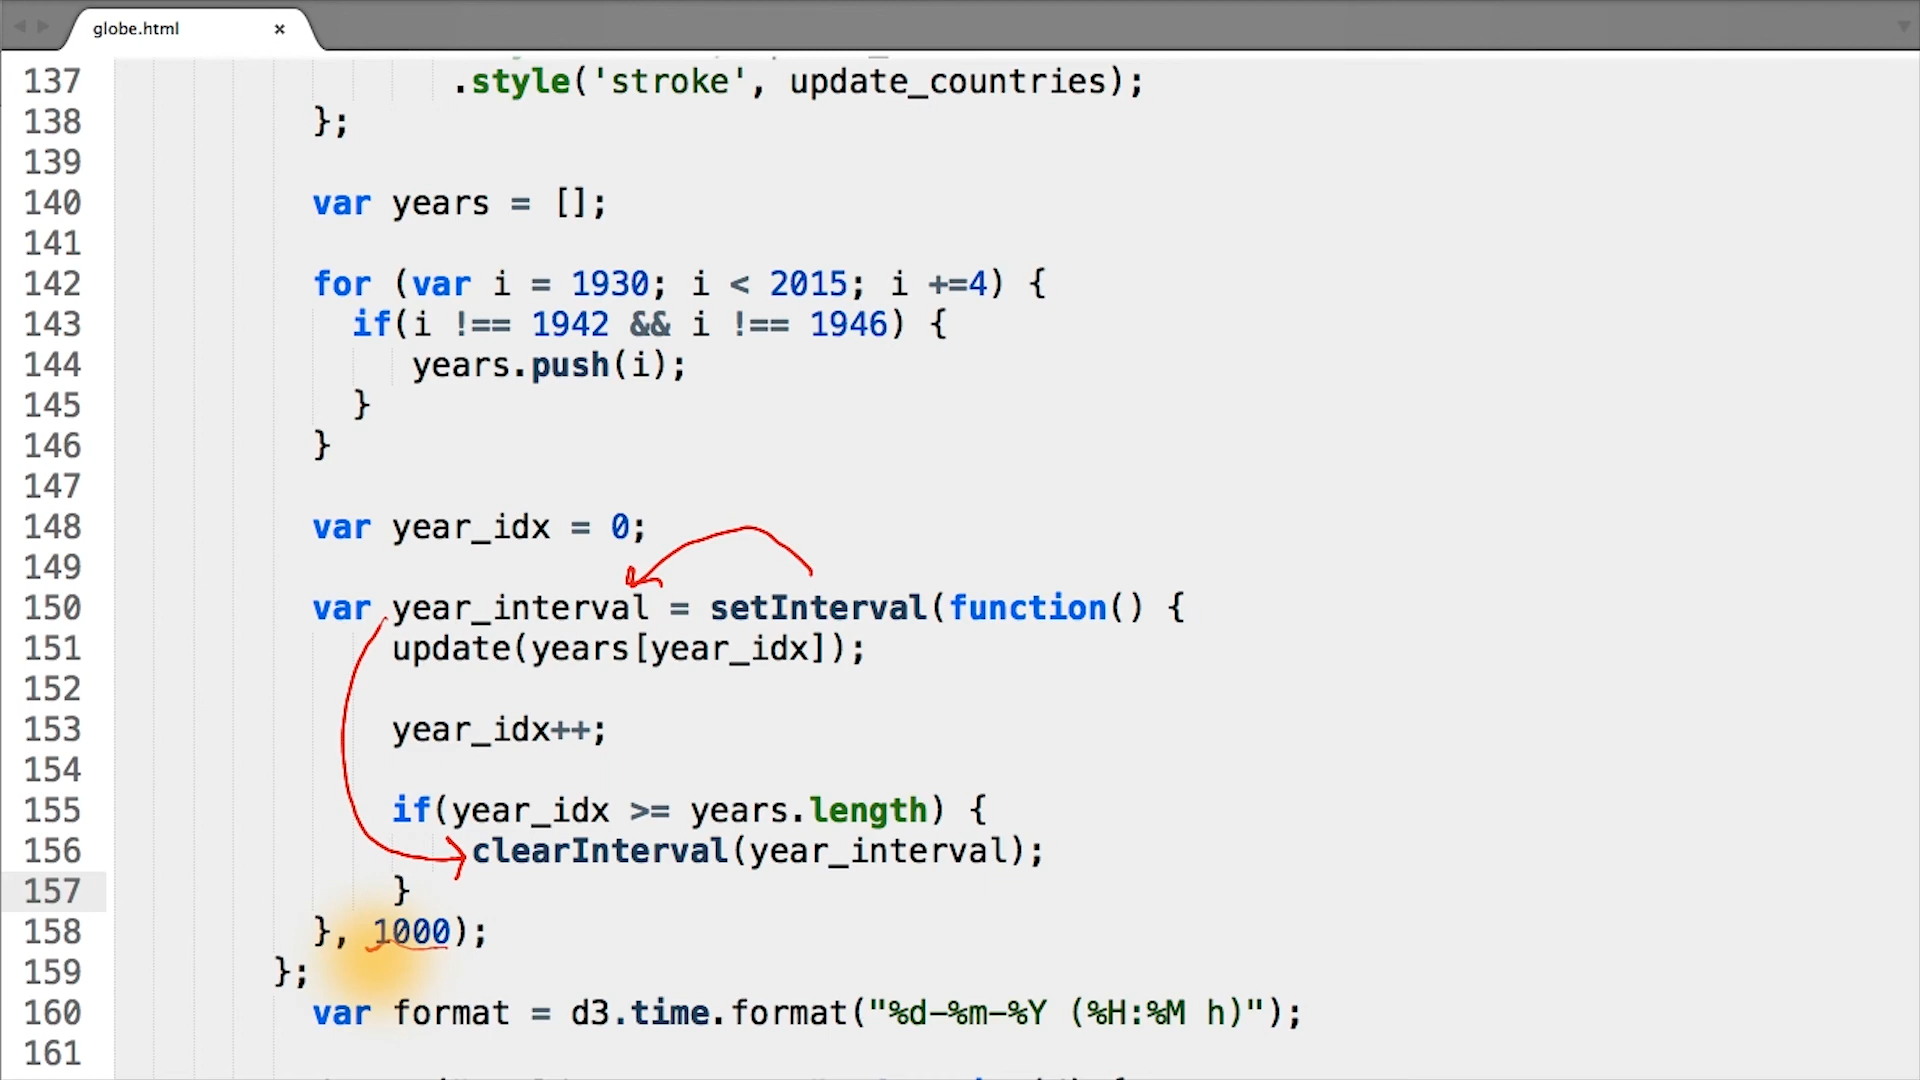 globe.html ×
137 .style('stroke', update_countries);
138 };
139
140 var years = [];
141
142 for (var i = 1930; i < 2015; i +=4) {
143 if(i !== 1942 && i !== 1946) {
144 years.push(i);
145 }
146 }
147
148 var year_idx = 0;
149
150 var year_interval = setInterval(function() {
151 update(years[year_idx]);
152
153 year_idx++;
154
155 if(year_idx >= years.length) {
156 clearInterval(year_interval);
157 }
158 }, 1000);
159 };
160 var format = d3.time.format("%d-%m-%Y (%H:%M h)");
161